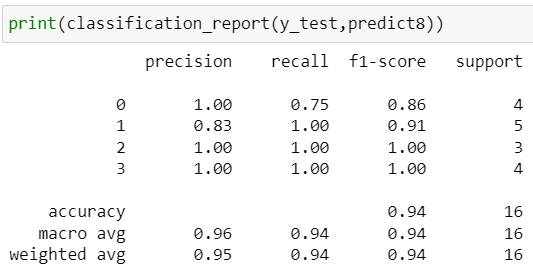 print(classification_report(y_test,predict8))
precision recall f1-score support
0 1.00 0.75 0.86 4
1 0.83 1.00 0.91 5
2 1.00 1.00 1.00 3
3 1.00 1.00 1.00 4
accuracy 0.94 16
macro avg 0.96 0.94 0.94 16
weighted avg 0.95 0.94 0.94 16